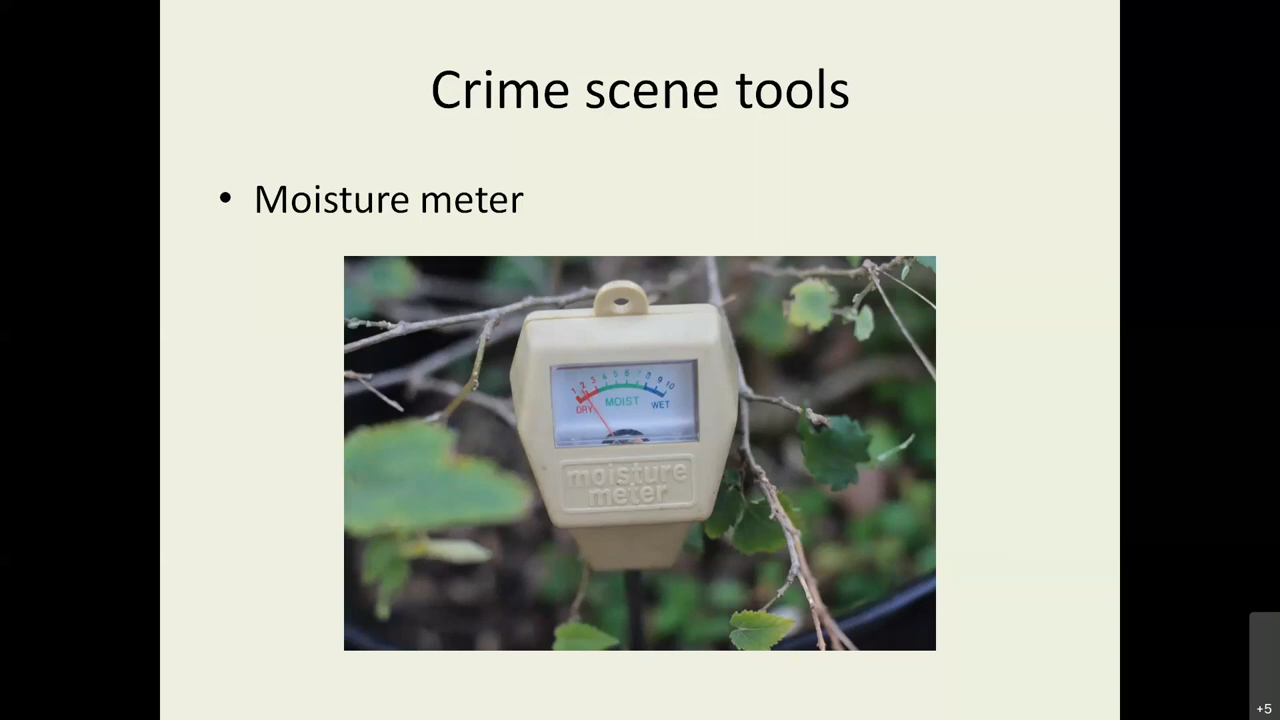 Crime scene tools
• Moisture meter
1 2 3 4 5 6 7 8 9 10
DRY MOIST WET
moisture
meter
+5